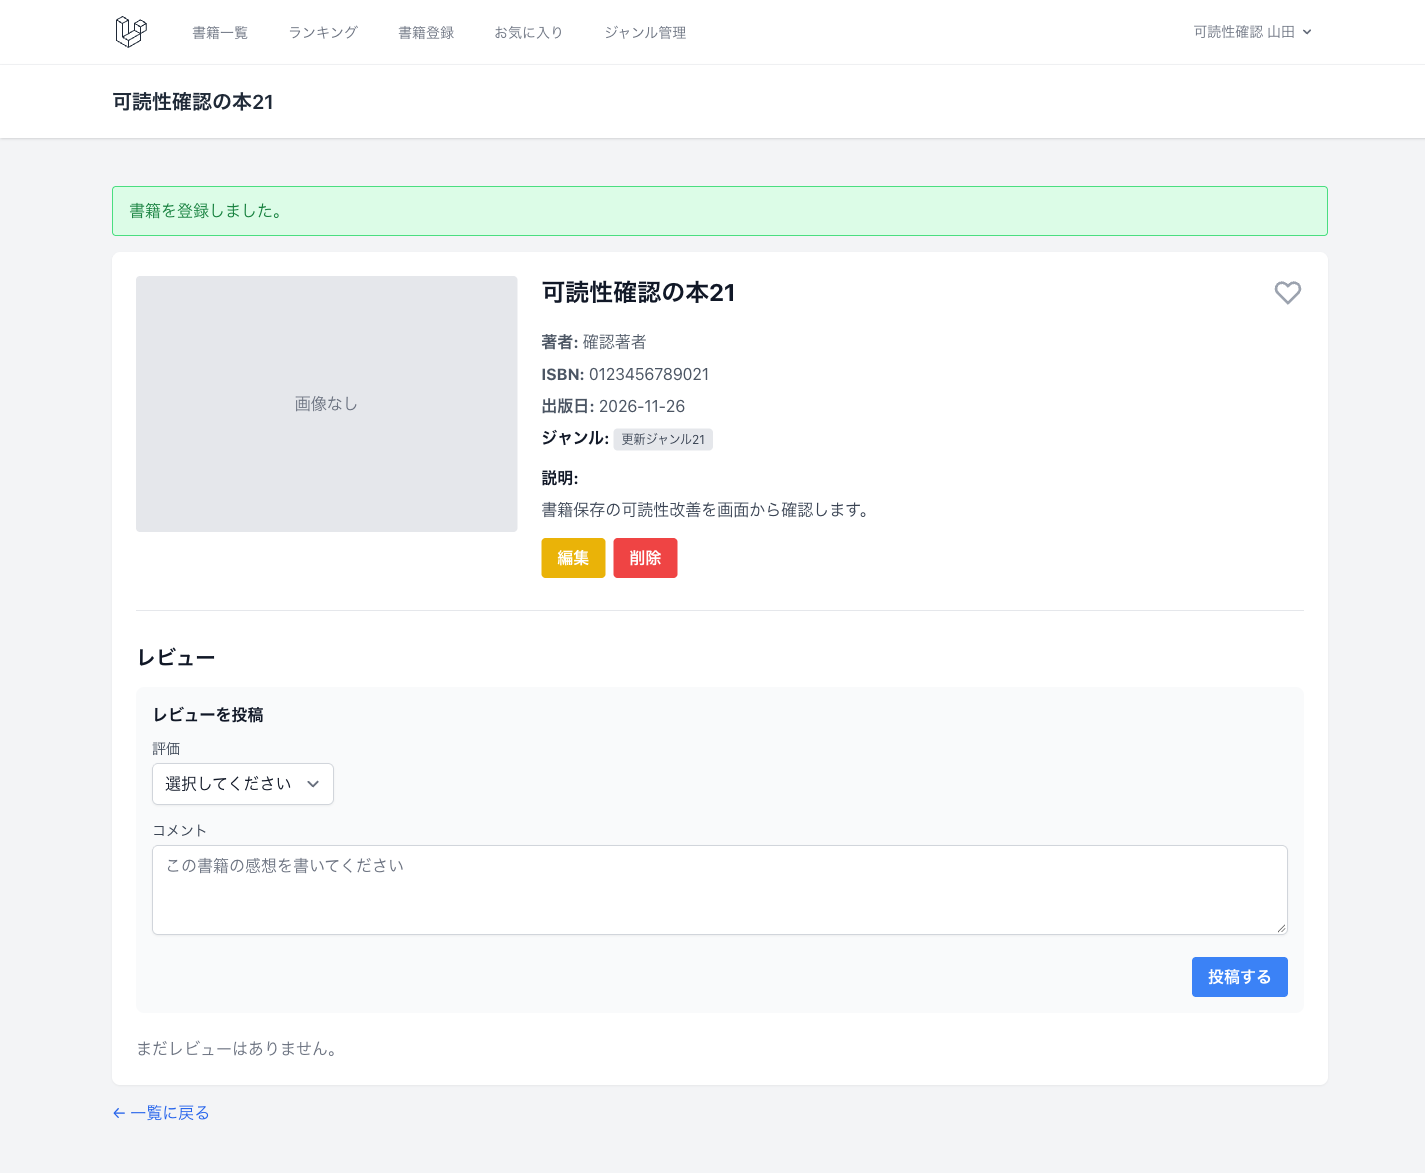 書籍一覧 ランキング 書籍登録 お気に入り ジャンル管理 可読性確認 山田
可読性確認の本21
書籍を登録しました。
画像なし
可読性確認の本21
著者: 確認著者
ISBN: 0123456789021
出版日: 2026-11-26
ジャンル: 更新ジャンル21
説明:
書籍保存の可読性改善を画面から確認します。
編集 削除
レビュー
レビューを投稿
評価
選択してください
コメント
この書籍の感想を書いてください
投稿する
まだレビューはありません。
← 一覧に戻る